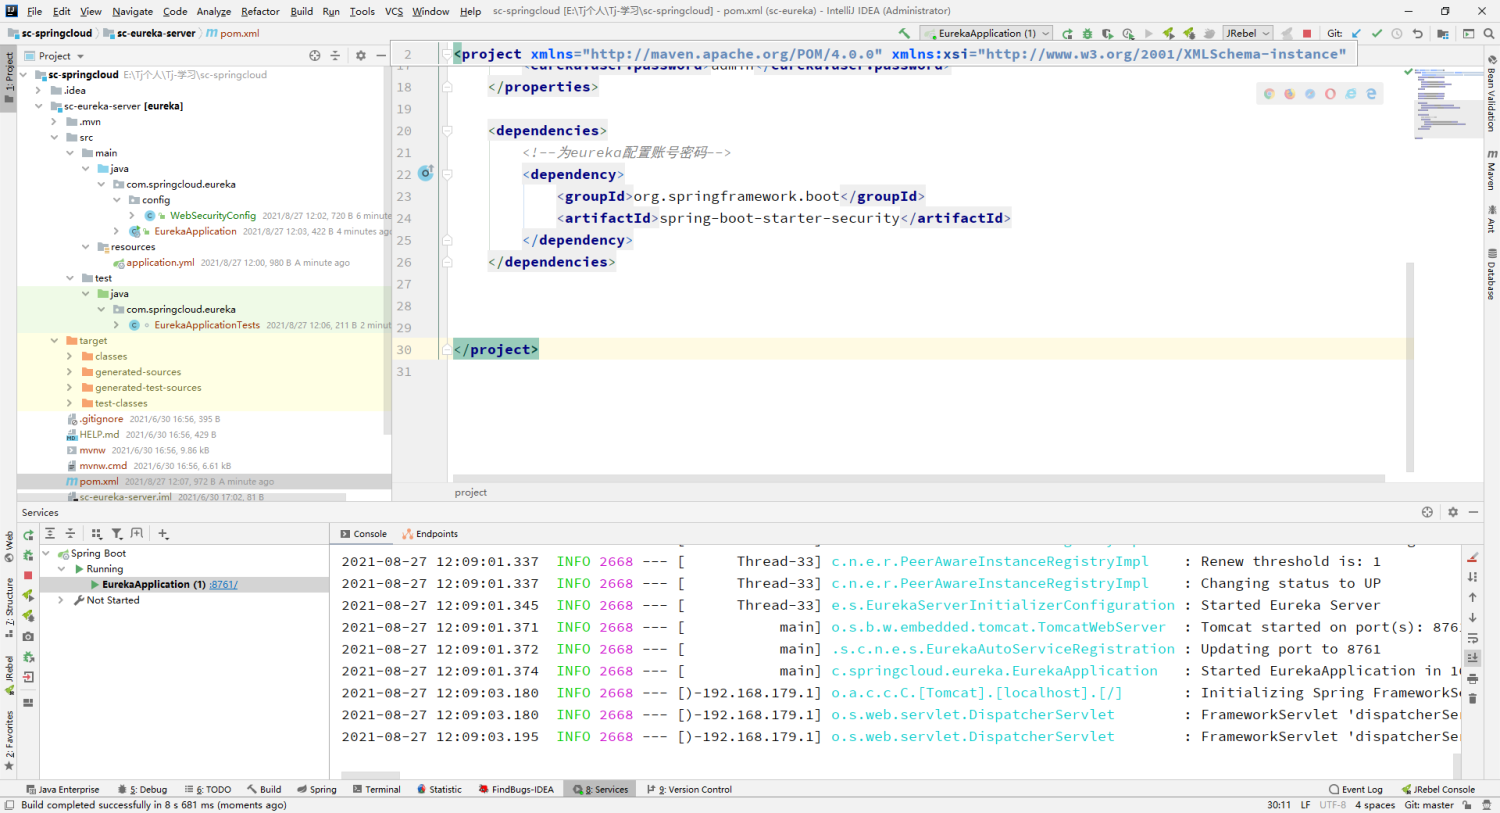 File Edit View Navigate Code Analyze Refactor Build Run Tools VCS Window Help sc-springcloud [E:\Tj个人\Tj-学习\sc-springcloud] - pom.xml (sc-eureka) - IntelliJ IDEA (Administrator)
sc-springcloud sc-eureka-server pom.xml
EurekaApplication (1) JRebel Git:
1: Project
Project
sc-springcloud E:\Tj个人\Tj-学习\sc-springcloud
.idea
sc-eureka-server [eureka]
.mvn
src
main
java
com.springcloud.eureka
config
WebSecurityConfig 2021/8/27 12:02, 720 B 6 minute
EurekaApplication 2021/8/27 12:03, 422 B 4 minutes ago
resources
application.yml 2021/8/27 12:00, 980 B A minute ago
test
java
com.springcloud.eureka
EurekaApplicationTests 2021/8/27 12:06, 211 B 2 minut
target
classes
generated-sources
generated-test-sources
test-classes
.gitignore 2021/6/30 16:56, 395 B
HELP.md 2021/6/30 16:56, 429 B
mvnw 2021/6/30 16:56, 9.86 kB
mvnw.cmd 2021/6/30 16:56, 6.61 kB
pom.xml 2021/8/27 12:07, 972 B A minute ago
sc-eureka-server.iml 2021/6/30 17:02, 81 B
2 <project xmlns="http://maven.apache.org/POM/4.0.0" xmlns:xsi="http://www.w3.org/2001/XMLSchema-instance"
17 <eureka.user.password>admin</eureka.user.password>
18 </properties>
19
20 <dependencies>
21 <!--为eureka配置账号密码-->
22 <dependency>
23 <groupId>org.springframework.boot</groupId>
24 <artifactId>spring-boot-starter-security</artifactId>
25 </dependency>
26 </dependencies>
27
28
29
30 </project>
31
project
Bean Validation
Maven
Ant
Database
Services
Web
Z: Structure
JRebel
2: Favorites
Spring Boot
Running
EurekaApplication (1) :8761/
Not Started
Console Endpoints
2021-08-27 12:09:01.337 INFO 2668 --- [ Thread-33] c.n.e.r.PeerAwareInstanceRegistryImpl : Renew threshold is: 1
2021-08-27 12:09:01.337 INFO 2668 --- [ Thread-33] c.n.e.r.PeerAwareInstanceRegistryImpl : Changing status to UP
2021-08-27 12:09:01.345 INFO 2668 --- [ Thread-33] e.s.EurekaServerInitializerConfiguration : Started Eureka Server
2021-08-27 12:09:01.371 INFO 2668 --- [ main] o.s.b.w.embedded.tomcat.TomcatWebServer : Tomcat started on port(s): 8761
2021-08-27 12:09:01.372 INFO 2668 --- [ main] .s.c.n.e.s.EurekaAutoServiceRegistration : Updating port to 8761
2021-08-27 12:09:01.374 INFO 2668 --- [ main] c.springcloud.eureka.EurekaApplication : Started EurekaApplication in 10
2021-08-27 12:09:03.180 INFO 2668 --- [)-192.168.179.1] o.a.c.c.C.[Tomcat].[localhost].[/] : Initializing Spring FrameworkSe
2021-08-27 12:09:03.180 INFO 2668 --- [)-192.168.179.1] o.s.web.servlet.DispatcherServlet : FrameworkServlet 'dispatcherSer
2021-08-27 12:09:03.195 INFO 2668 --- [)-192.168.179.1] o.s.web.servlet.DispatcherServlet : FrameworkServlet 'dispatcherSer
Java Enterprise 5: Debug 6: TODO Build Spring Terminal Statistic FindBugs-IDEA 8: Services 9: Version Control Event Log JRebel Console
Build completed successfully in 8 s 681 ms (moments ago) 30:11 LF UTF-8 4 spaces Git: master